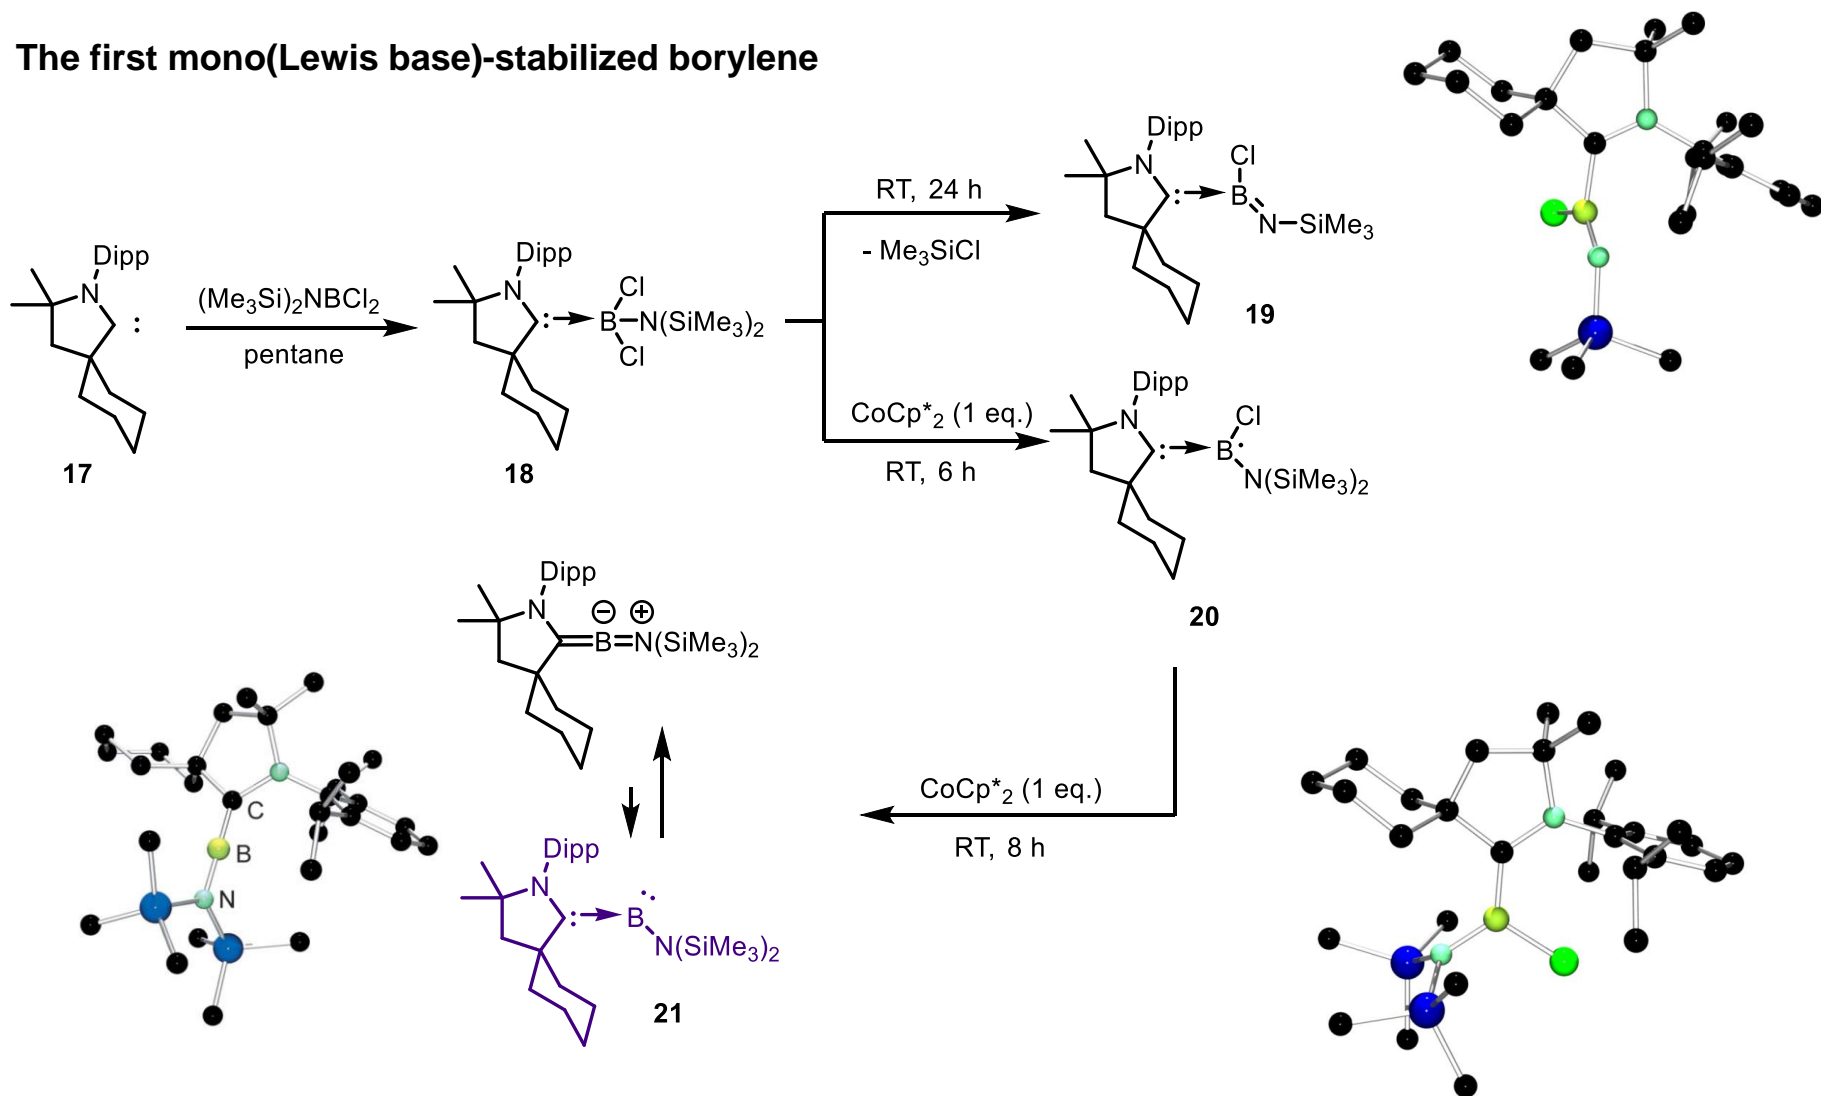 The first mono(Lewis base)-stabilized borylene
Dipp
N
:
17
(Me3Si)2NBCl2
pentane
Dipp
N
:
B
Cl
N(SiMe3)2
Cl
18
RT, 24 h
- Me3SiCl
Dipp
N
:
Cl
B
N
SiMe3
19
CoCp*2 (1 eq.)
RT, 6 h
Dipp
N
:
Cl
B
N(SiMe3)2
20
CoCp*2 (1 eq.)
RT, 8 h
Dipp
N
B
N(SiMe3)2
Dipp
N
:
B
N(SiMe3)2
21
C
B
N